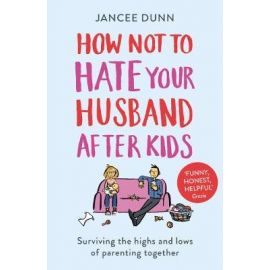 JANCEE DUNN
HOW NOT TO
HATE YOUR
HUSBAND
AFTER KIDS
'FUNNY,
HONEST,
HELPFUL'
Grazia
Surviving the highs and lows
of parenting together